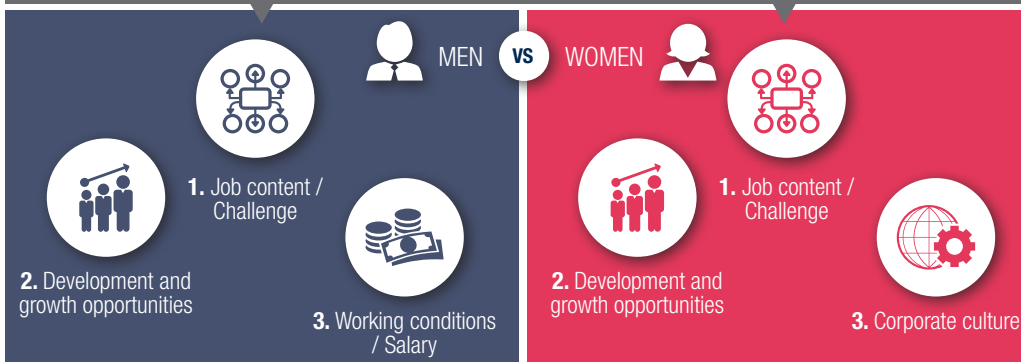 MEN
VS
WOMEN
1. Job content /
Challenge
2. Development and
growth opportunities
3. Working conditions
/ Salary
1. Job content /
Challenge
2. Development and
growth opportunities
3. Corporate culture